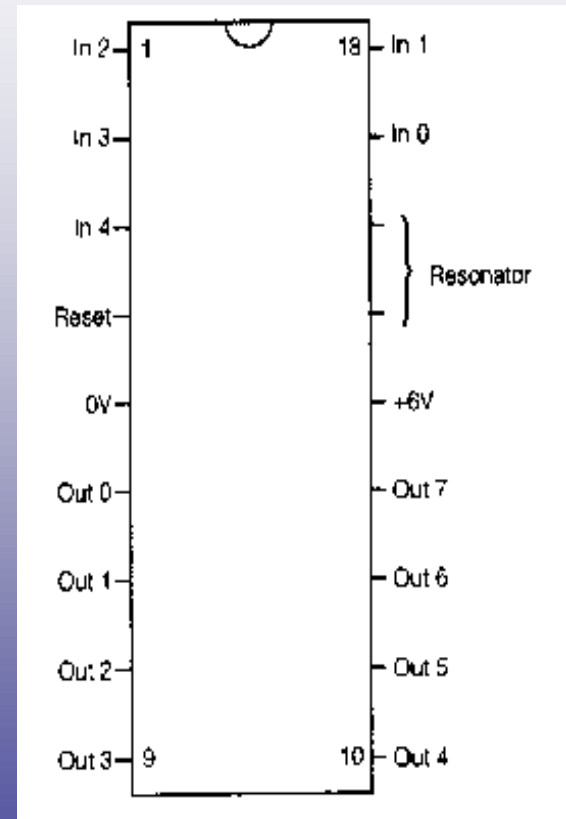 In 2 1 18 In 1
In 3 In 0
In 4
Resonator
Reset
0V +6V
Out 0 Out 7
Out 1 Out 6
Out 2 Out 5
Out 3 9 10 Out 4